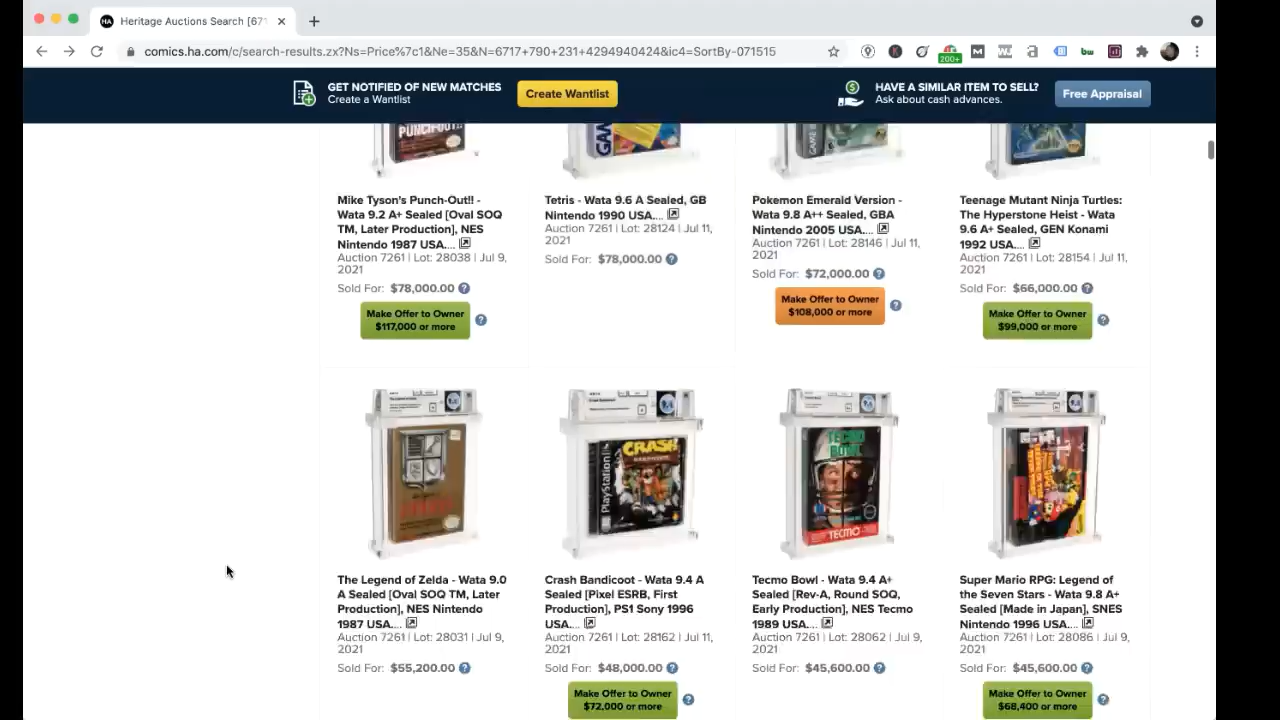 Heritage Auctions Search [671
comics.ha.com/c/search-results.zx?Ns=Price%7c1&Ne=35&N=6717+790+231+4294940424&ic4=SortBy-071515
200+
GET NOTIFIED OF NEW MATCHES
Create a Wantlist
Create Wantlist
HAVE A SIMILAR ITEM TO SELL?
Ask about cash advances.
Free Appraisal
PUNCH-OUT!!
GAM
Mike Tyson's Punch-Out!! -
Wata 9.2 A+ Sealed [Oval SOQ
TM, Later Production], NES
Nintendo 1987 USA....
Auction 7261 | Lot: 28038 | Jul 9,
2021
Sold For: $78,000.00
Make Offer to Owner
$117,000 or more
Tetris - Wata 9.6 A Sealed, GB
Nintendo 1990 USA....
Auction 7261 | Lot: 28124 | Jul 11,
2021
Sold For: $78,000.00
Pokemon Emerald Version -
Wata 9.8 A++ Sealed, GBA
Nintendo 2005 USA....
Auction 7261 | Lot: 28146 | Jul 11,
2021
Sold For: $72,000.00
Make Offer to Owner
$108,000 or more
Teenage Mutant Ninja Turtles:
The Hyperstone Heist - Wata
9.6 A+ Sealed, GEN Konami
1992 USA....
Auction 7261 | Lot: 28154 | Jul 11,
2021
Sold For: $66,000.00
Make Offer to Owner
$99,000 or more
CRASH
PlayStation
TECMO
BOWL
TECMO
The Legend of Zelda - Wata 9.0
A Sealed [Oval SOQ TM, Later
Production], NES Nintendo
1987 USA....
Auction 7261 | Lot: 28031 | Jul 9,
2021
Sold For: $55,200.00
Crash Bandicoot - Wata 9.4 A
Sealed [Pixel ESRB, First
Production], PS1 Sony 1996
USA....
Auction 7261 | Lot: 28162 | Jul 11,
2021
Sold For: $48,000.00
Make Offer to Owner
$72,000 or more
Tecmo Bowl - Wata 9.4 A+
Sealed [Rev-A, Round SOQ,
Early Production], NES Tecmo
1989 USA....
Auction 7261 | Lot: 28062 | Jul 9,
2021
Sold For: $45,600.00
Super Mario RPG: Legend of
the Seven Stars - Wata 9.8 A+
Sealed [Made in Japan], SNES
Nintendo 1996 USA....
Auction 7261 | Lot: 28086 | Jul 9,
2021
Sold For: $45,600.00
Make Offer to Owner
$68,400 or more